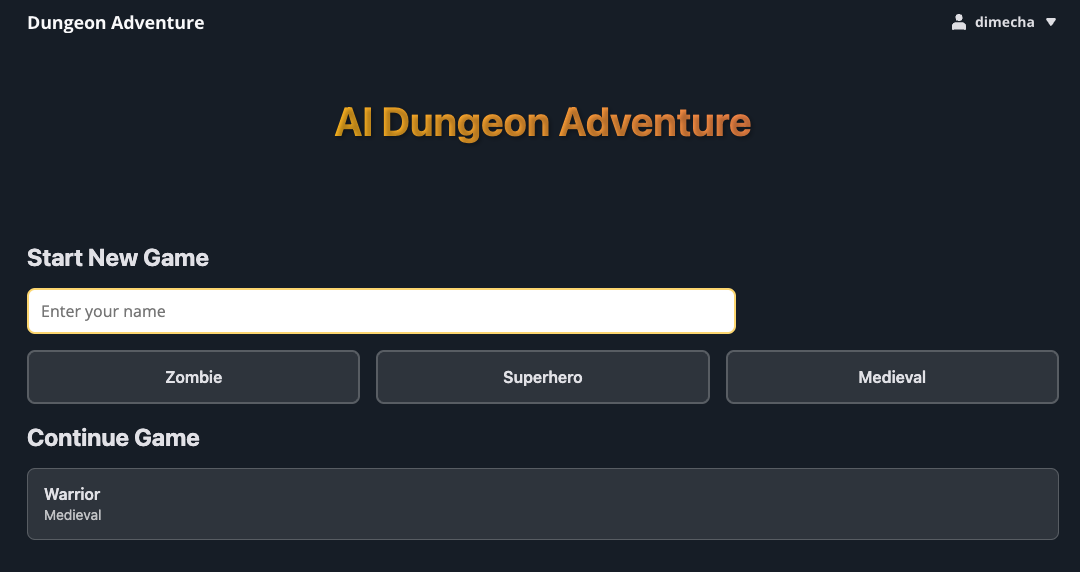 Dungeon Adventure
dimecha ▼
AI Dungeon Adventure
Start New Game
Enter your name
Zombie
Superhero
Medieval
Continue Game
Warrior
Medieval